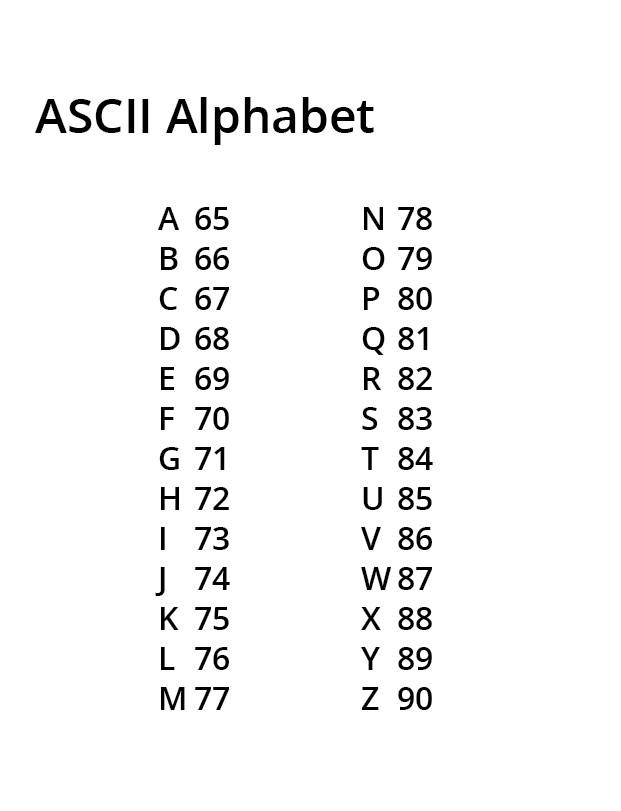 ASCII Alphabet
A 65
B 66
C 67
D 68
E 69
F 70
G 71
H 72
I 73
J 74
K 75
L 76
M 77
N 78
O 79
P 80
Q 81
R 82
S 83
T 84
U 85
V 86
W 87
X 88
Y 89
Z 90